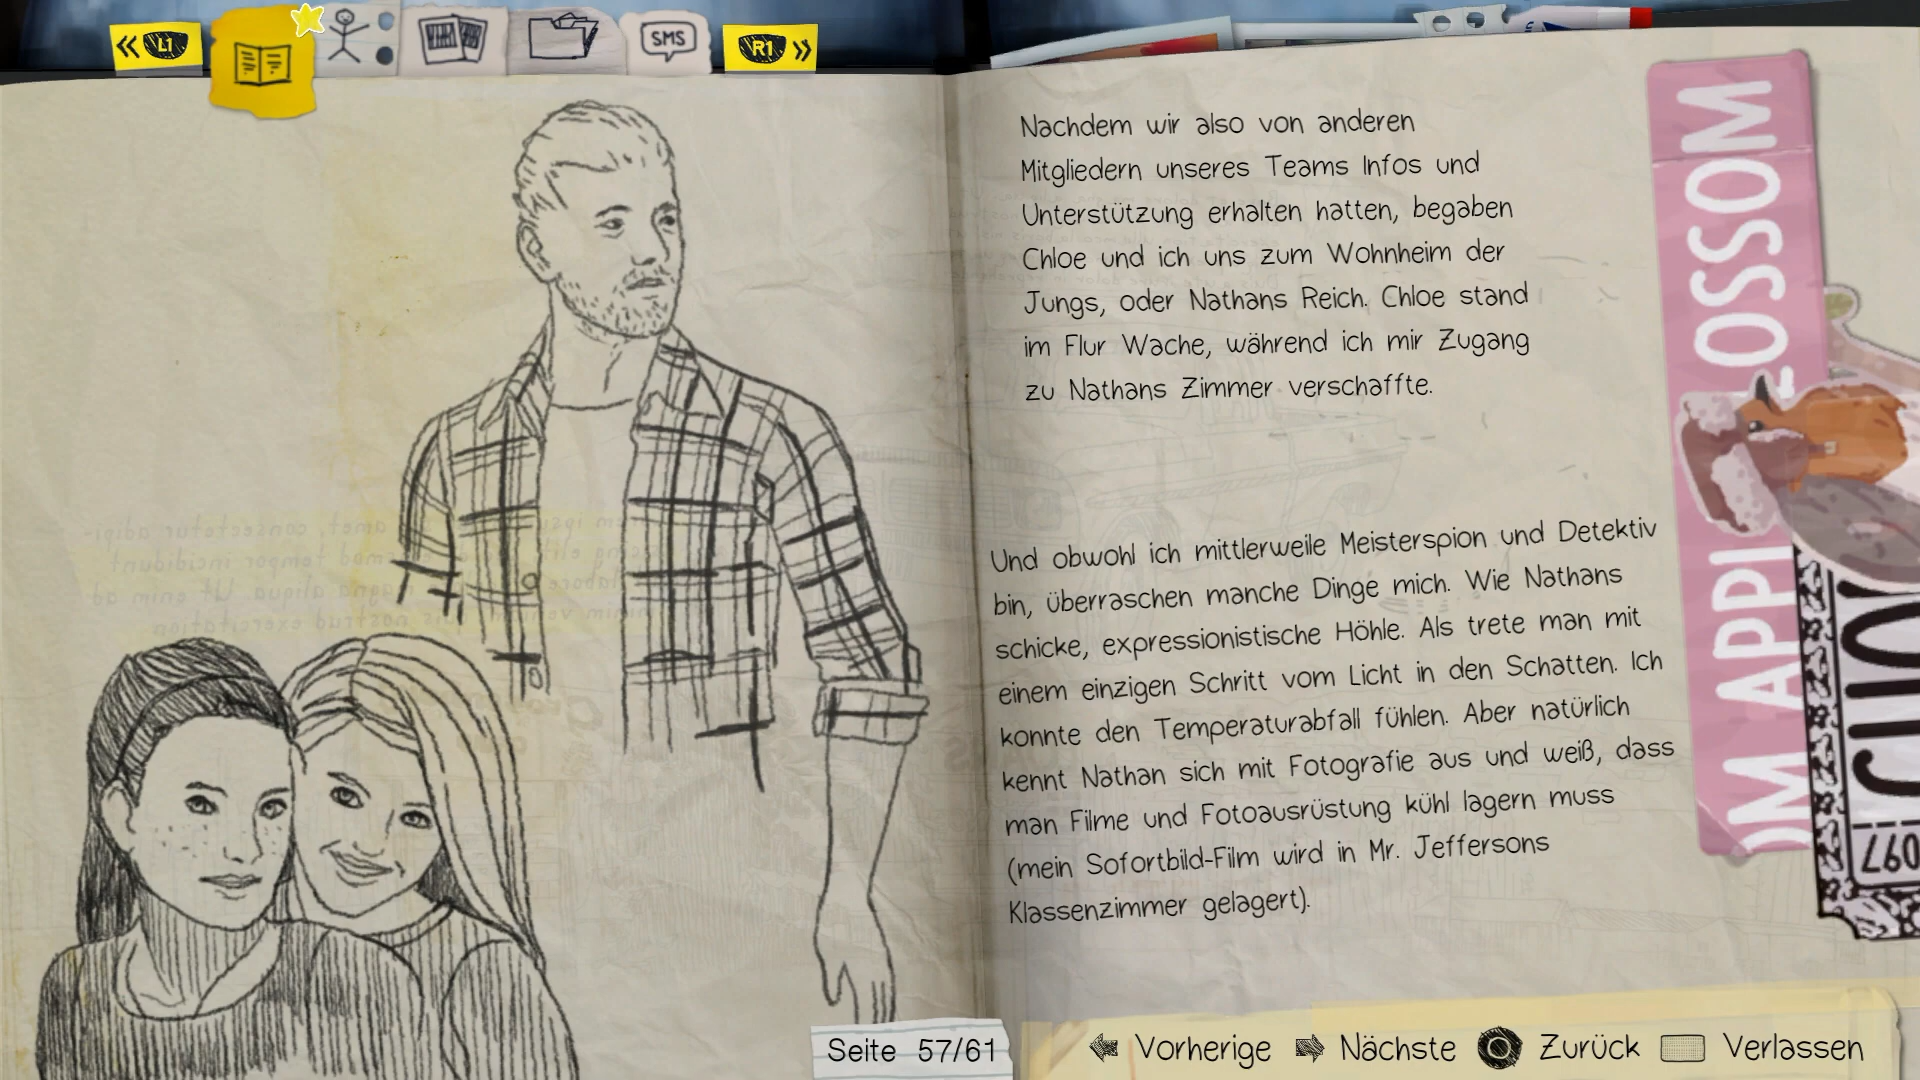 L1
SMS
R1
Nachdem wir also von anderen
Mitgliedern unseres Teams Infos und
Unterstützung erhalten hatten, begaben
Chloe und ich uns zum Wohnheim der
Jungs, oder Nathans Reich. Chloe stand
im Flur Wache, während ich mir Zugang
zu Nathans Zimmer verschaffte.
Und obwohl ich mittlerweile Meisterspion und Detektiv
bin, überraschen manche Dinge mich. Wie Nathans
schicke, expressionistische Höhle. Als trete man mit
einem einzigen Schritt vom Licht in den Schatten. Ich
konnte den Temperaturabfall fühlen. Aber natürlich
kennt Nathan sich mit Fotografie aus und weiß, dass
man Filme und Fotoausrüstung kühl lagern muss
(mein Sofortbild-Film wird in Mr. Jeffersons
Klassenzimmer gelagert).
Seite 57/61
Vorherige
Nächste
Zurück
Verlassen